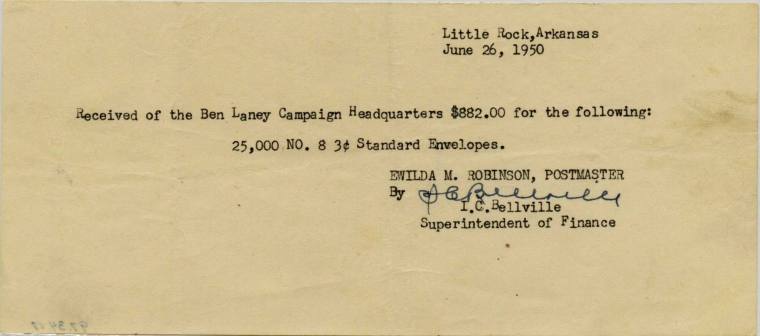 Little Rock,Arkansas
June 26, 1950
Received of the Ben Laney Campaign Headquarters $882.00 for the following:
25,000 NO. 8 3¢ Standard Envelopes.
EWILDA M. ROBINSON, POSTMASTER
By I C Bellville
I.C.Bellville
Superintendent of Finance